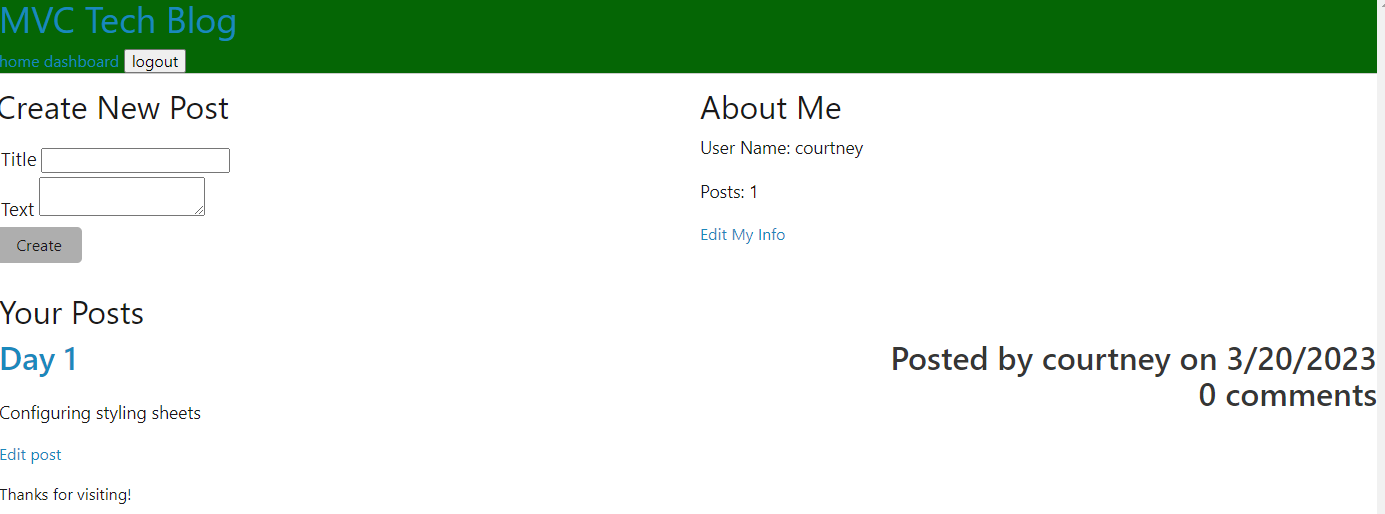 MVC Tech Blog
home dashboard logout
Create New Post
Title
Text
Create
About Me
User Name: courtney
Posts: 1
Edit My Info
Your Posts
Day 1
Posted by courtney on 3/20/2023
0 comments
Configuring styling sheets
Edit post
Thanks for visiting!